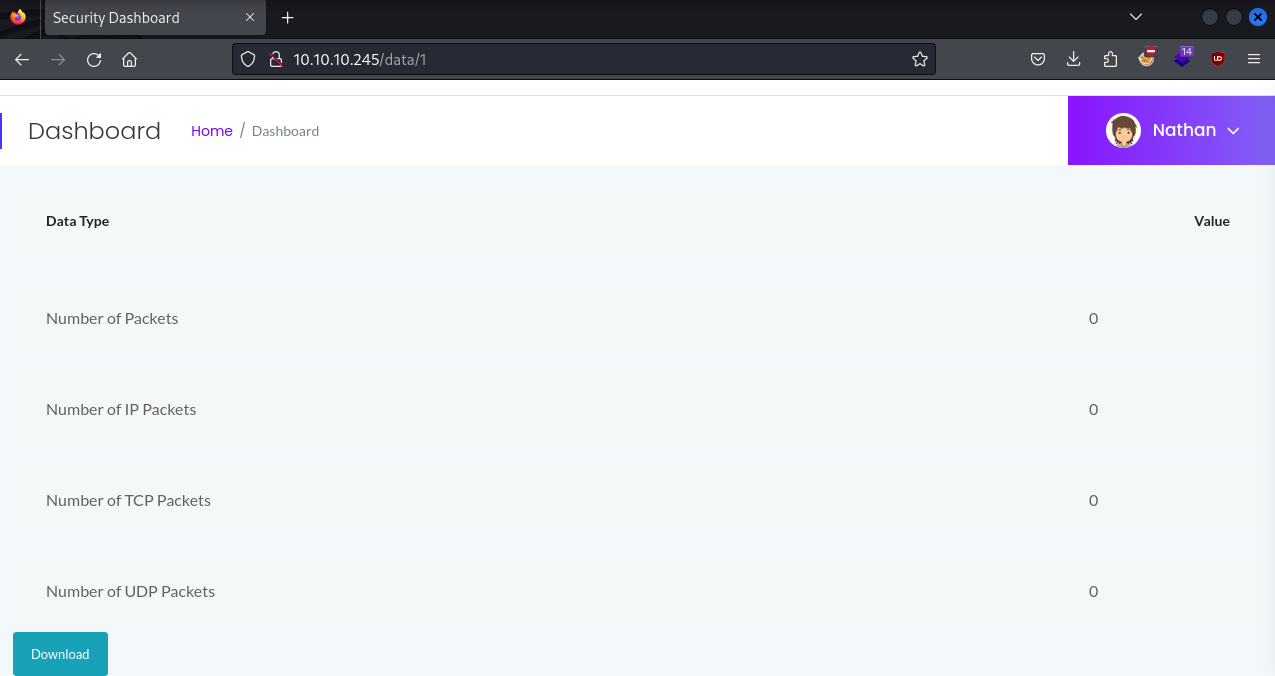 Security Dashboard
10.10.10.245/data/1
14
UD
Dashboard Home / Dashboard Nathan
Data Type Value
Number of Packets 0
Number of IP Packets 0
Number of TCP Packets 0
Number of UDP Packets 0
Download